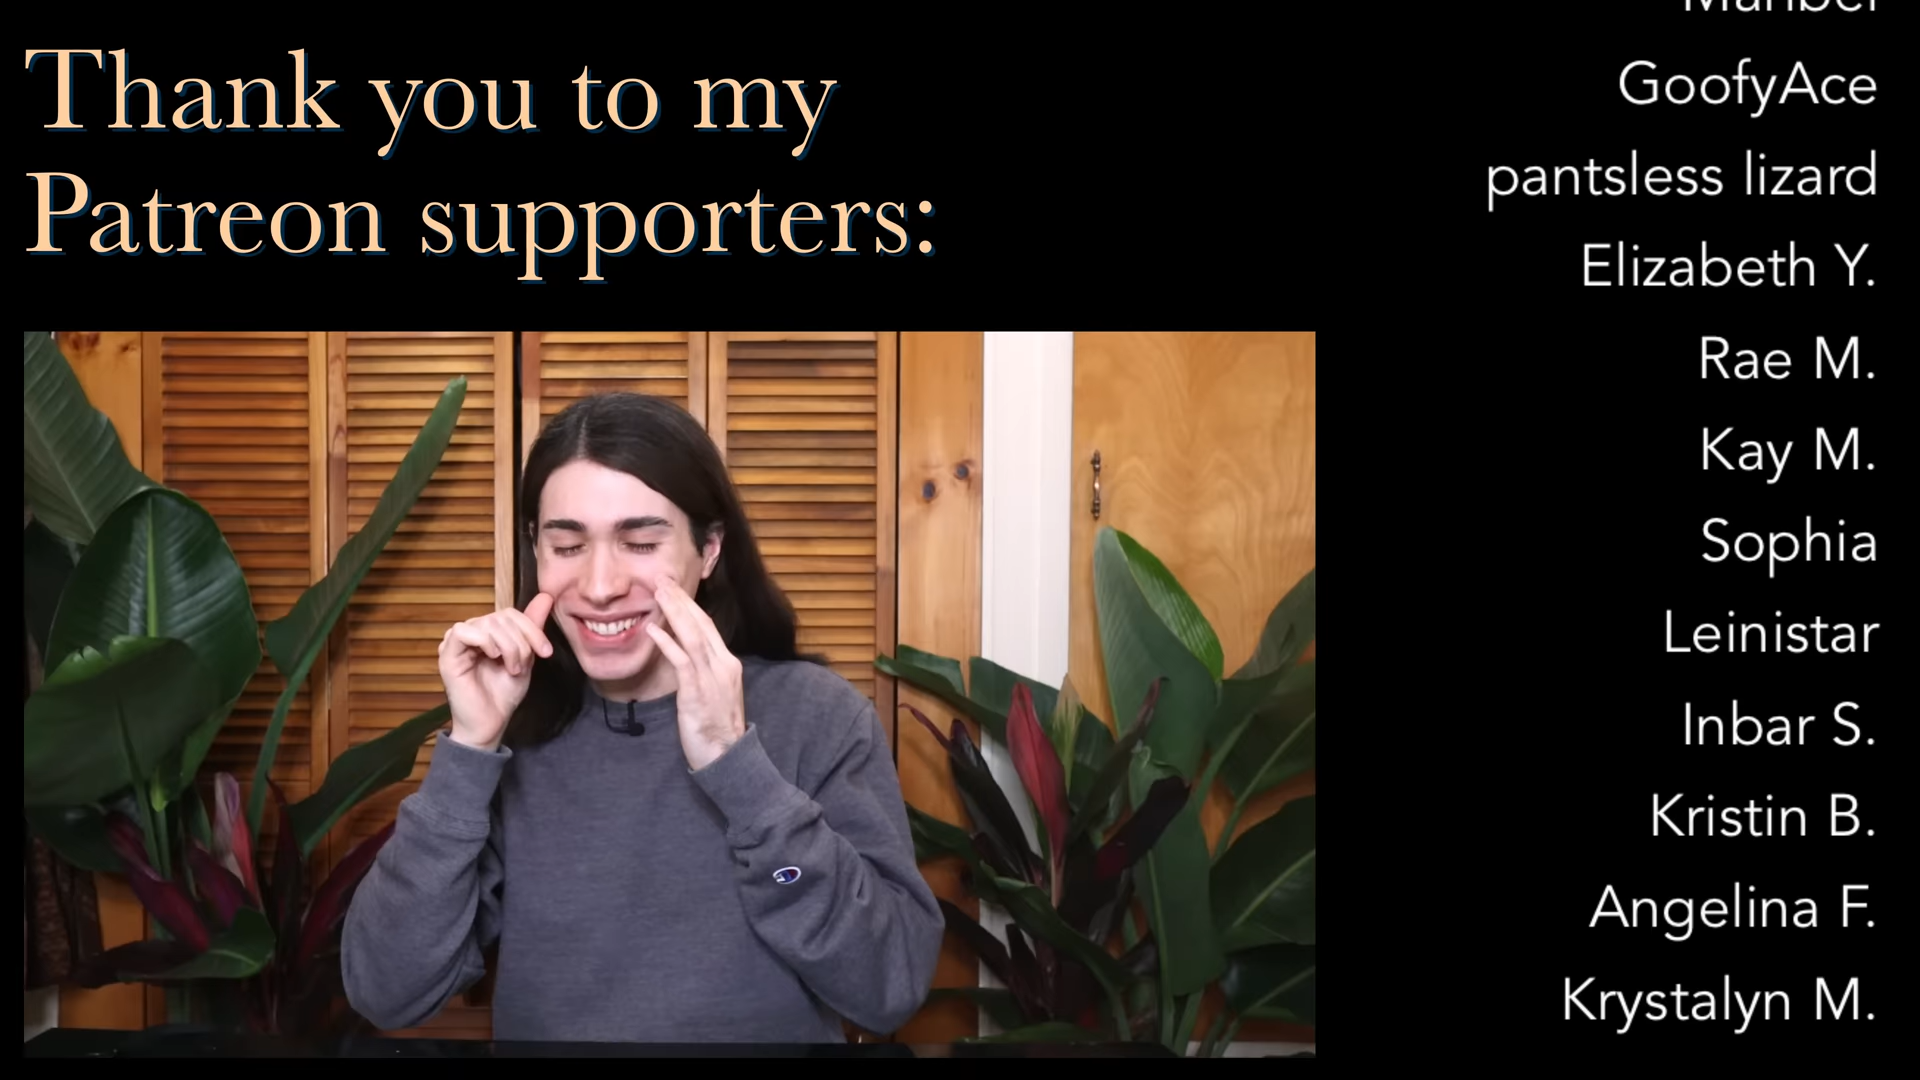 Thank you to my
Patreon supporters:
GoofyAce
pantsless lizard
Elizabeth Y.
Rae M.
Kay M.
Sophia
Leinistar
Inbar S.
Kristin B.
Angelina F.
Krystalyn M.